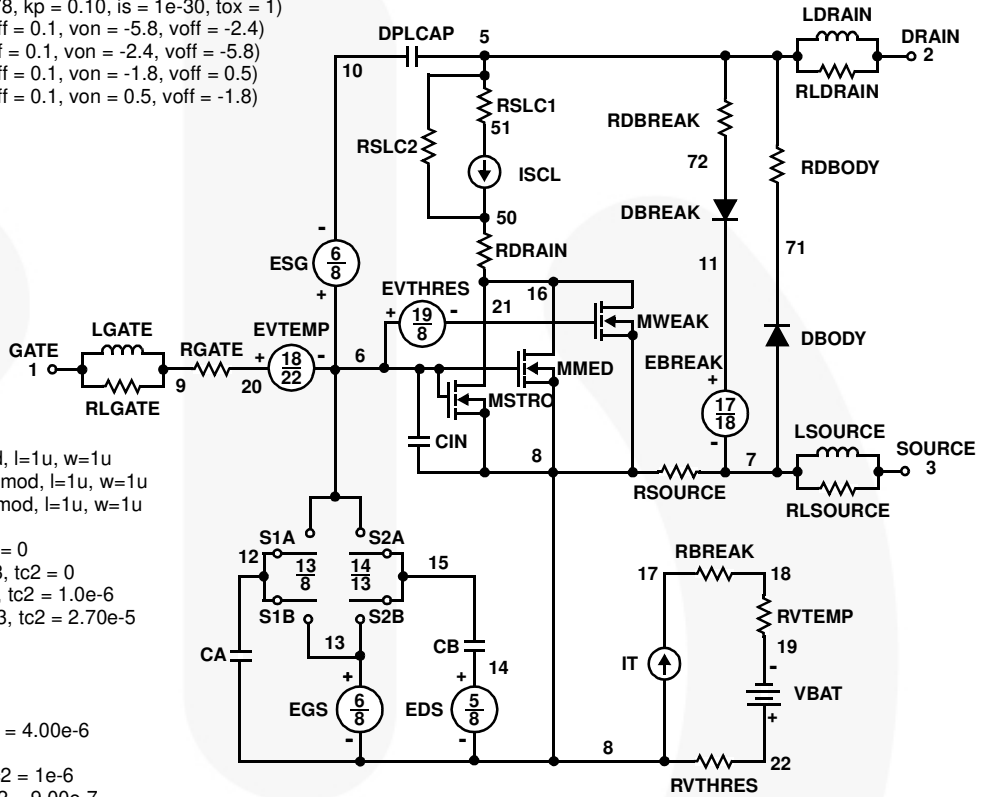 78, kp = 0.10, is = 1e-30, tox = 1)
ff = 0.1, von = -5.8, voff = -2.4)
f = 0.1, von = -2.4, voff = -5.8)
ff = 0.1, von = -1.8, voff = 0.5)
ff = 0.1, von = 0.5, voff = -1.8)
LDRAIN
DPLCAP 5
DRAIN
2
10
RLDRAIN
RSLC1
51
RDBREAK
RSLC2
72
RDBODY
ISCL
DBREAK
50
-
RDRAIN
71
ESG 6/8
11
+
EVTHRES
16
21
+ 19/8 -
MWEAK
LGATE
EVTEMP
DBODY
GATE
1
RGATE
+ 18/22 -
6
EBREAK
MMED
9
20
+
MSTRO
RLGATE
17/18
CIN
-
LSOURCE
SOURCE
3
8
7
RSOURCE
RLSOURCE
d, l=1u, w=1u
mod, l=1u, w=1u
mod, l=1u, w=1u
= 0
3, tc2 = 0
, tc2 = 1.0e-6
3, tc2 = 2.70e-5
= 4.00e-6
2 = 1e-6
S1A
S2A
RBREAK
12
13/8
14/13
15
17
18
S1B
S2B
RVTEMP
13
CB
19
CA
14
IT
-
+
+
VBAT
EGS 6/8
EDS 5/8
+
-
-
8
22
RVTHRES